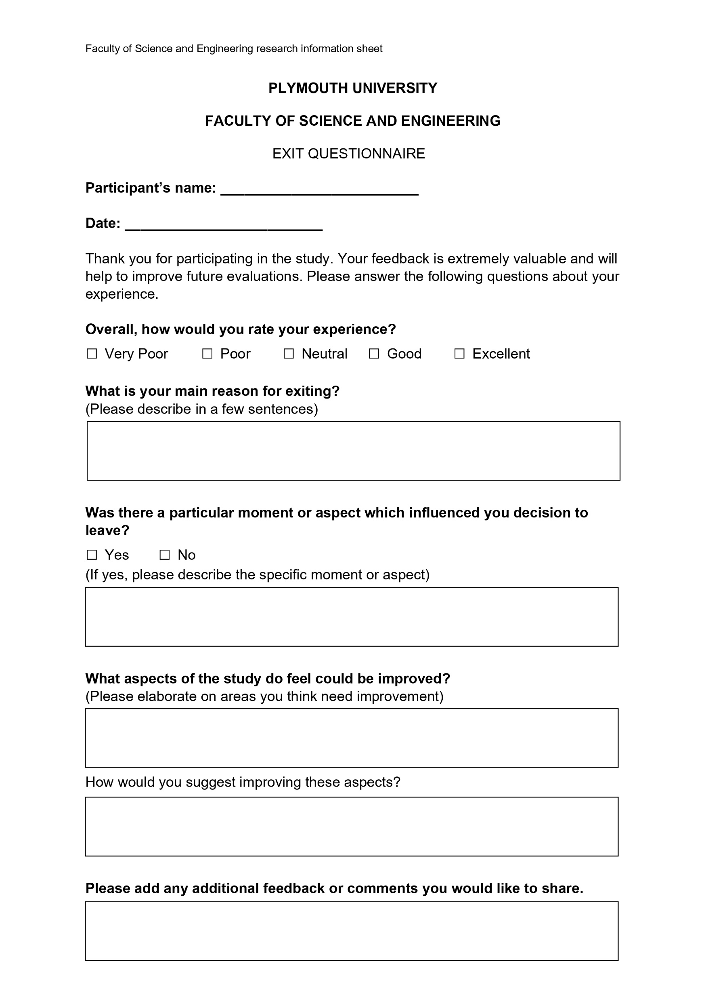 Faculty of Science and Engineering research information sheet
PLYMOUTH UNIVERSITY
FACULTY OF SCIENCE AND ENGINEERING
EXIT QUESTIONNAIRE
Participant’s name: _________________________
Date: _________________________
Thank you for participating in the study. Your feedback is extremely valuable and will
help to improve future evaluations. Please answer the following questions about your
experience.
Overall, how would you rate your experience?
☐ Very Poor ☐ Poor ☐ Neutral ☐ Good ☐ Excellent
What is your main reason for exiting?
(Please describe in a few sentences)
Was there a particular moment or aspect which influenced you decision to
leave?
☐ Yes ☐ No
(If yes, please describe the specific moment or aspect)
What aspects of the study do feel could be improved?
(Please elaborate on areas you think need improvement)
How would you suggest improving these aspects?
Please add any additional feedback or comments you would like to share.